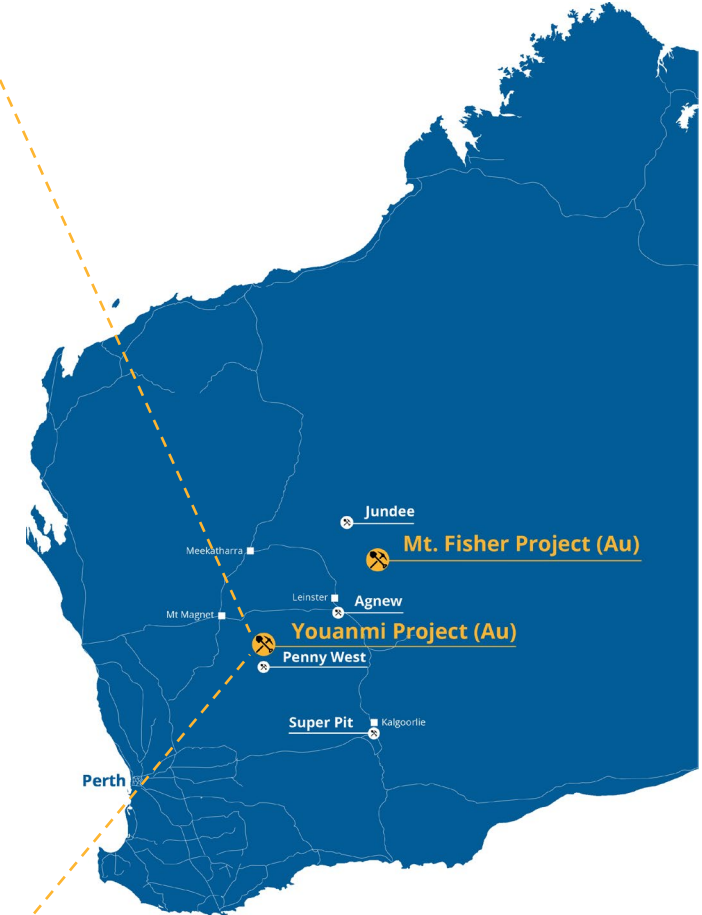 Jundee
Mt. Fisher Project (Au)
Meekatharra
Leinster
Agnew
Mt Magnet
Youanmi Project (Au)
Penny West
Super Pit
Kalgoorlie
Perth